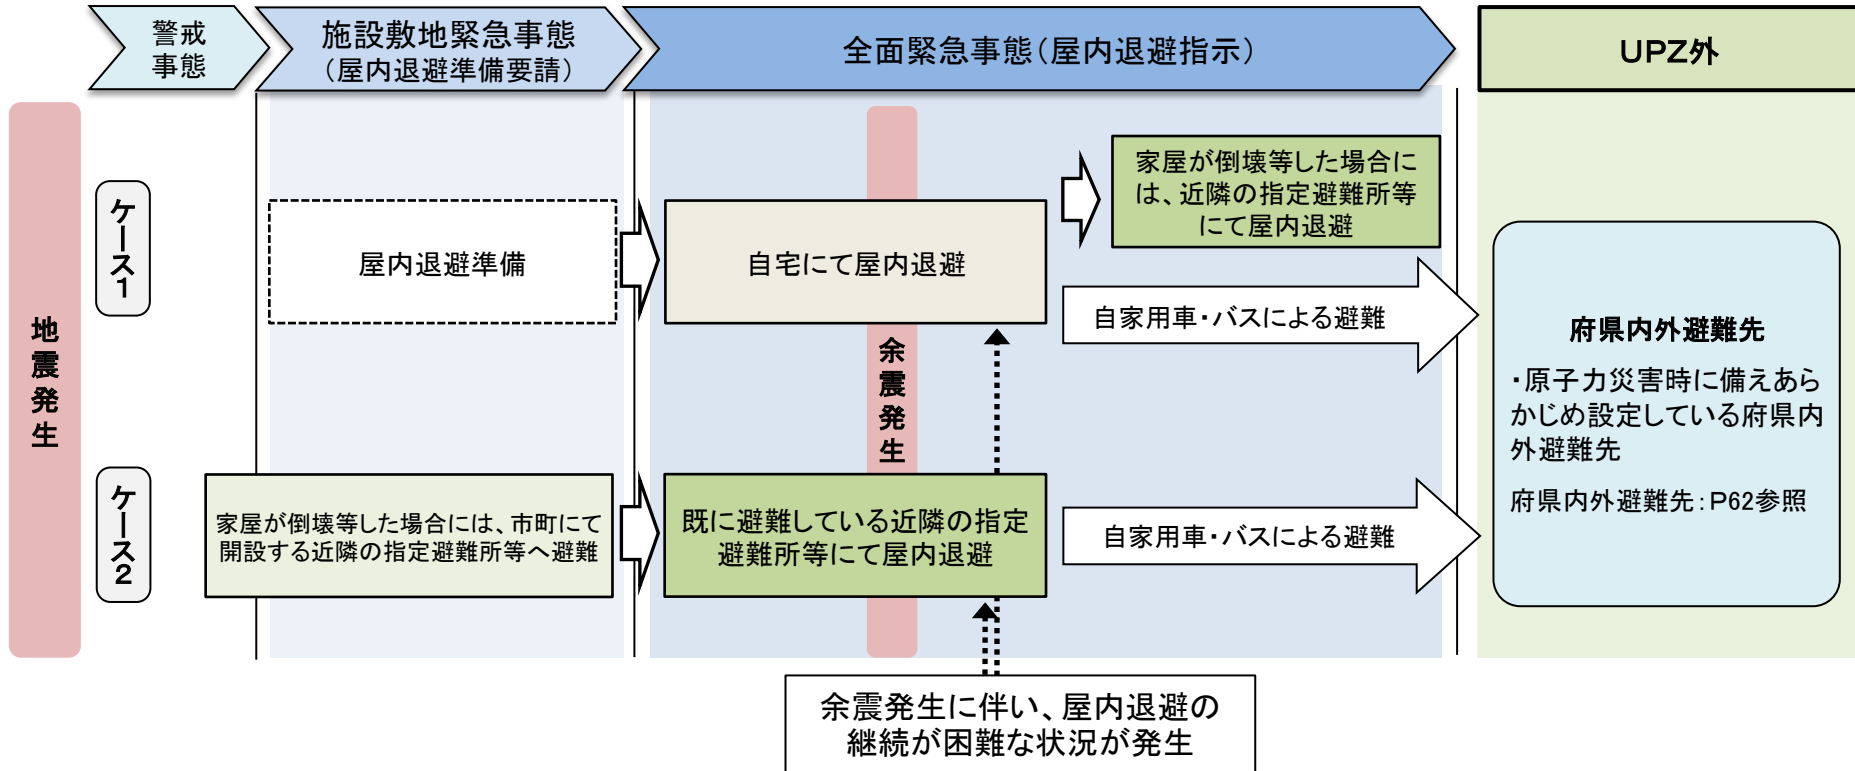 警戒
事態
施設敷地緊急事態
（屋内退避準備要請）
全面緊急事態（屋内退避指示）
UPZ外
地震発生
ケース1
屋内退避準備
自宅にて屋内退避
家屋が倒壊等した場合に
は、近隣の指定避難所等
にて屋内退避
自家用車・バスによる避難
余震発生
ケース2
家屋が倒壊等した場合には、市町にて
開設する近隣の指定避難所等へ避難
既に避難している近隣の指定
避難所等にて屋内退避
自家用車・バスによる避難
府県内外避難先
・原子力災害時に備えあら
かじめ設定している府県内
外避難先
府県内外避難先：P62参照
余震発生に伴い、屋内退避の
継続が困難な状況が発生